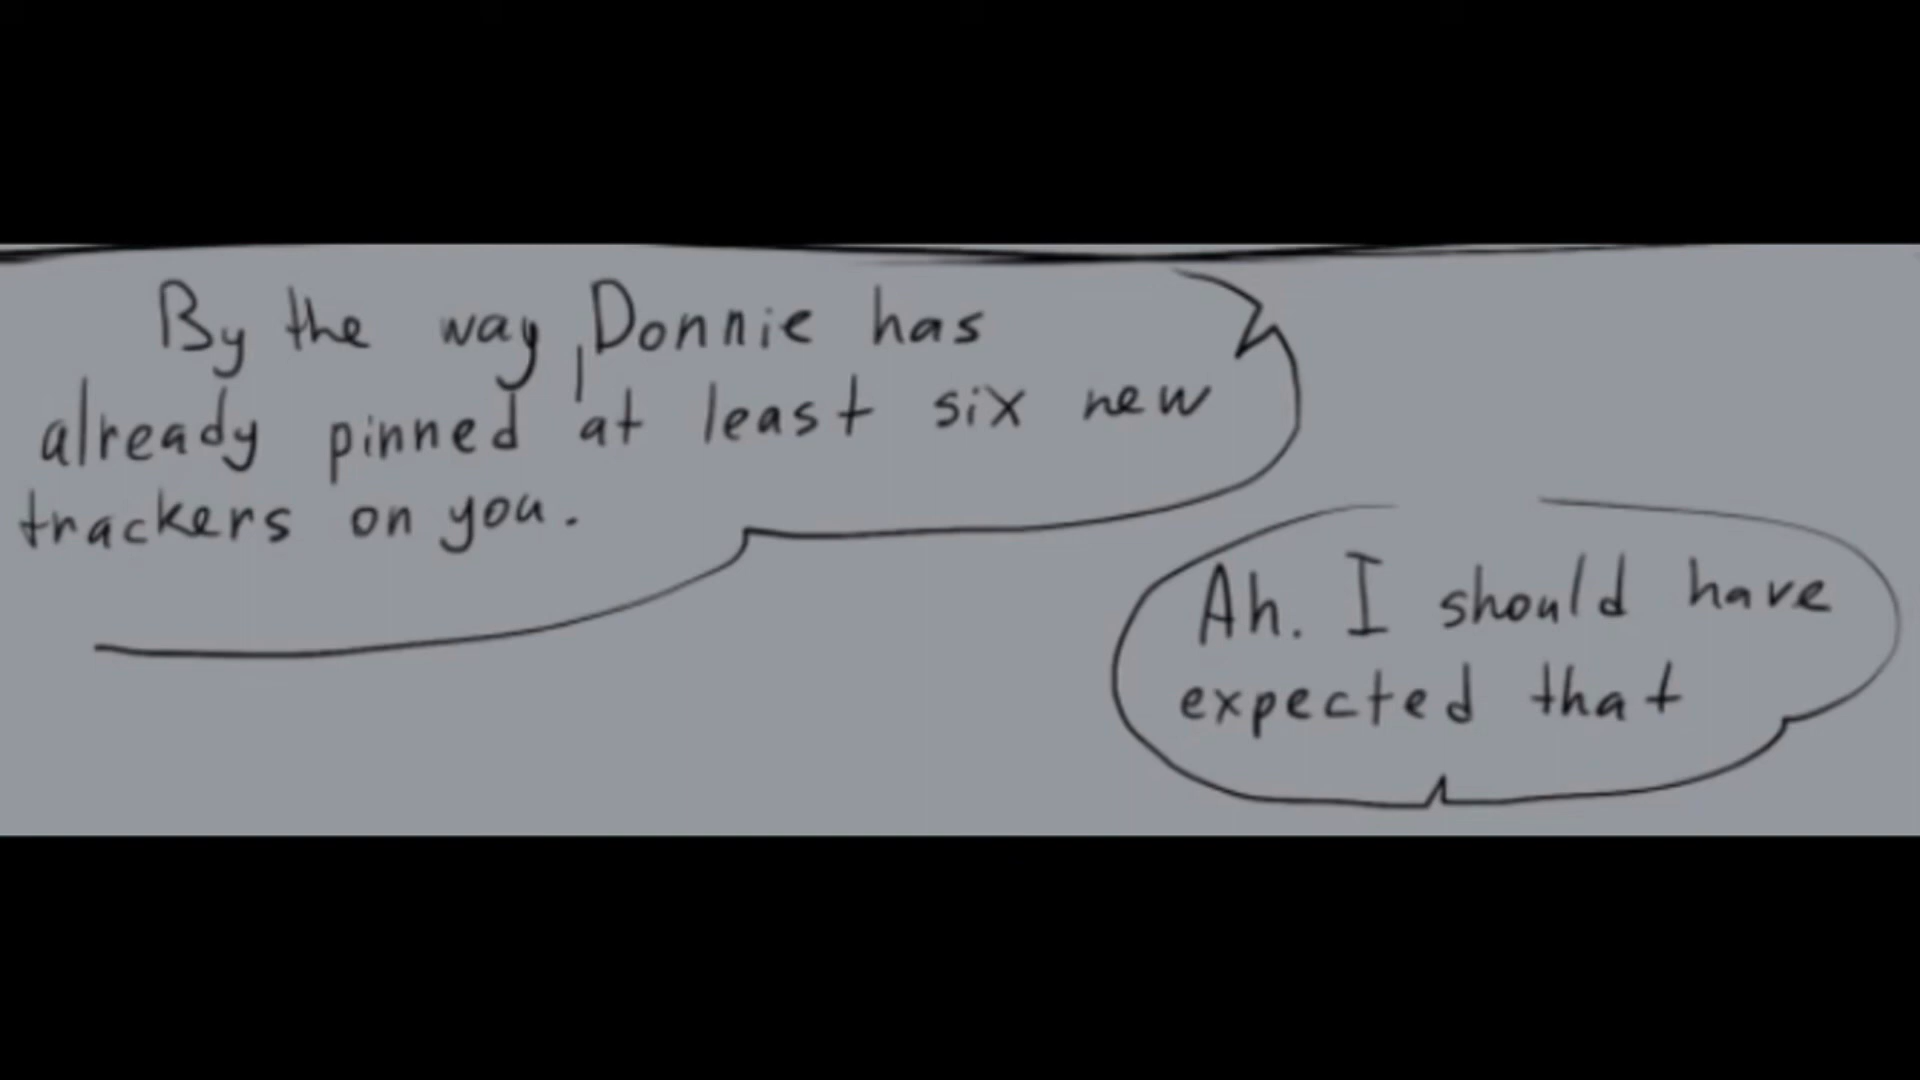 By the way, Donnie has
already pinned at least six new
trackers on you.
Ah. I should have
expected that